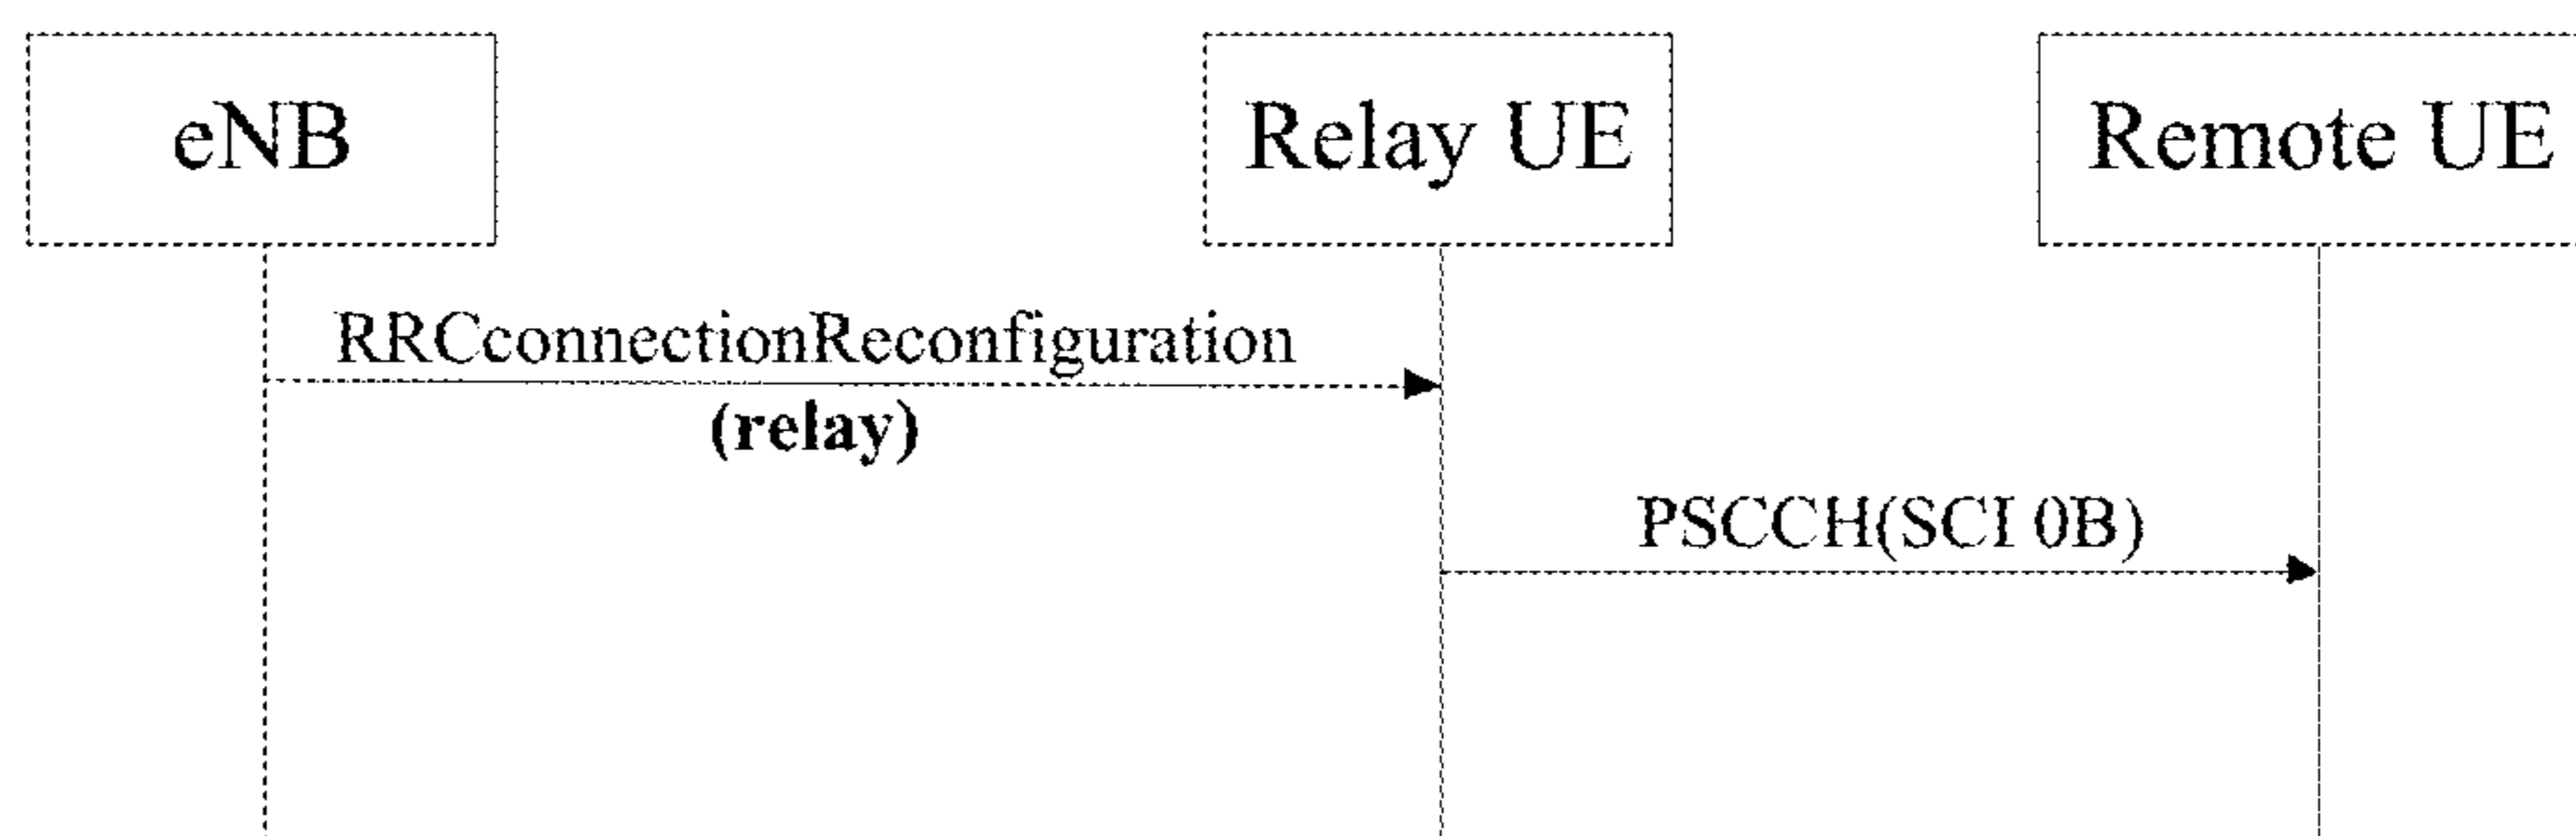 eNB
Relay UE
Remote UE
RRCconnectionReconfiguration
(relay)
PSCCH(SCI 0B)